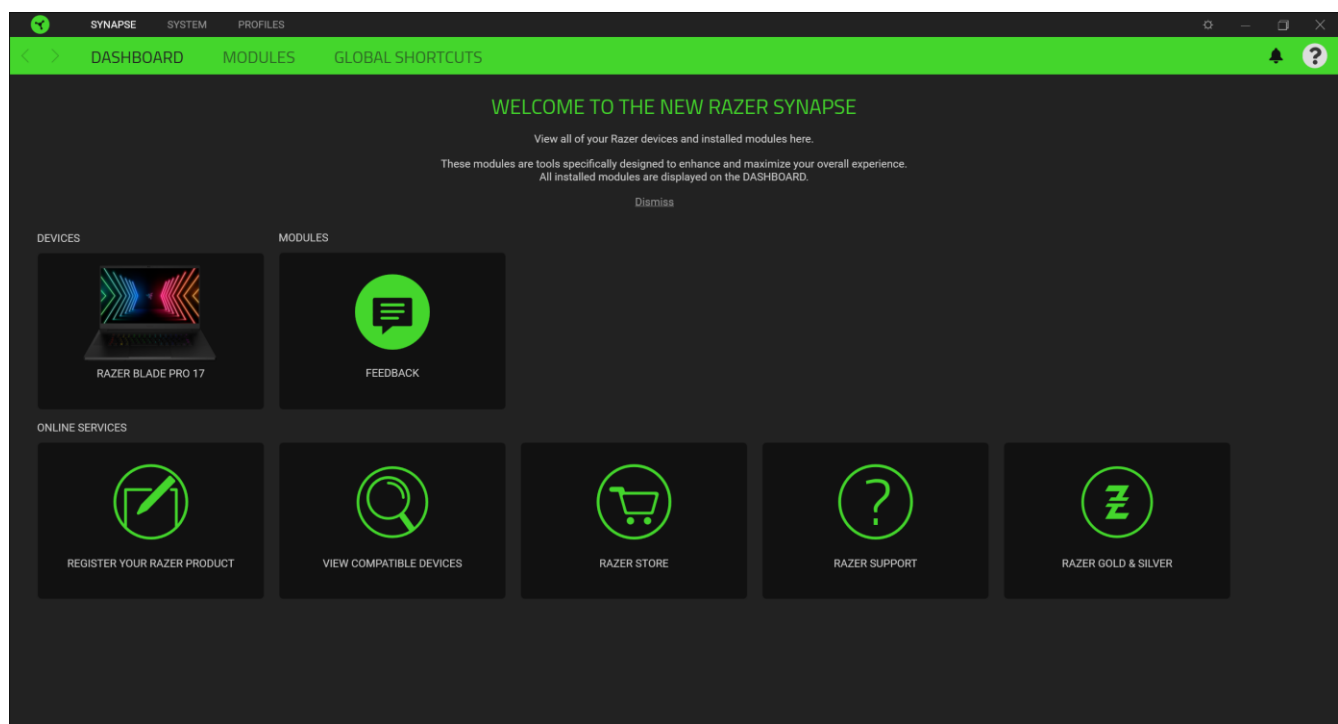 SYNAPSE SYSTEM PROFILES
DASHBOARD MODULES GLOBAL SHORTCUTS
?
WELCOME TO THE NEW RAZER SYNAPSE
View all of your Razer devices and installed modules here.
These modules are tools specifically designed to enhance and maximize your overall experience.
All installed modules are displayed on the DASHBOARD.
Dismiss
DEVICES MODULES
RAZER BLADE PRO 17 FEEDBACK
ONLINE SERVICES
?
REGISTER YOUR RAZER PRODUCT VIEW COMPATIBLE DEVICES RAZER STORE RAZER SUPPORT RAZER GOLD & SILVER